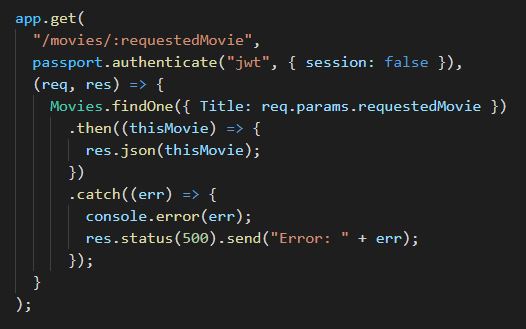 app.get(
  "/movies/:requestedMovie",
  passport.authenticate("jwt", { session: false }),
  (req, res) => {
    Movies.findOne({ Title: req.params.requestedMovie })
      .then((thisMovie) => {
        res.json(thisMovie);
      })
      .catch((err) => {
        console.error(err);
        res.status(500).send("Error: " + err);
      });
  }
);